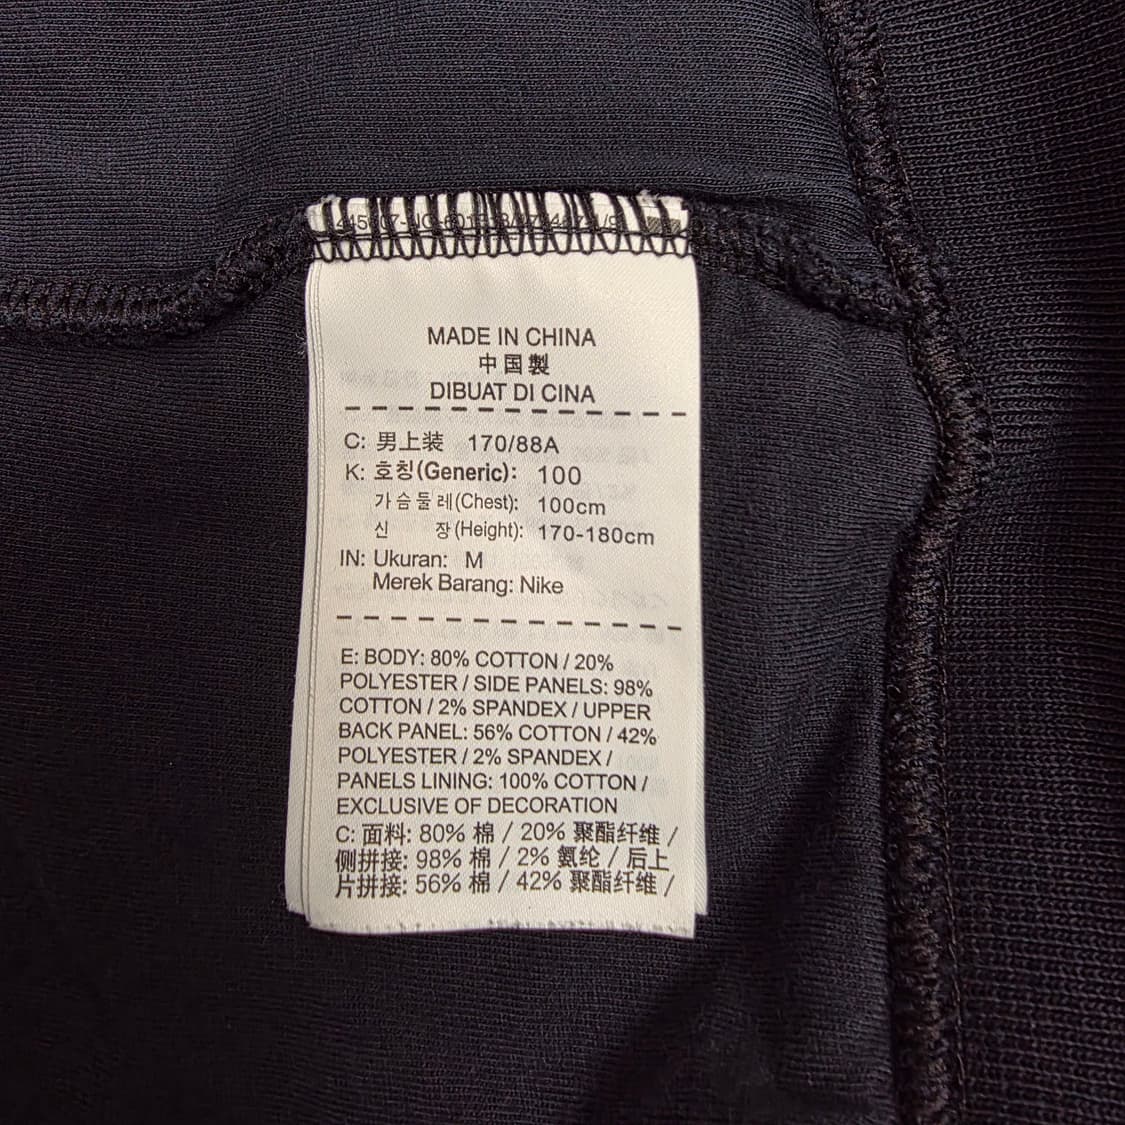 MADE IN CHINA
中国製
DIBUAT DI CINA
C: 男上装 170/88A
K: 호칭(Generic): 100
가슴둘레(Chest): 100cm
신 장(Height): 170-180cm
IN: Ukuran: M
Merek Barang: Nike
E: BODY: 80% COTTON / 20%
POLYESTER / SIDE PANELS: 98%
COTTON / 2% SPANDEX / UPPER
BACK PANEL: 56% COTTON / 42%
POLYESTER / 2% SPANDEX /
PANELS LINING: 100% COTTON /
EXCLUSIVE OF DECORATION
C: 面料: 80% 棉 / 20% 聚酯纤维 /
侧拼接: 98% 棉 / 2% 氨纶 / 后上
片拼接: 56% 棉 / 42% 聚酯纤维 /